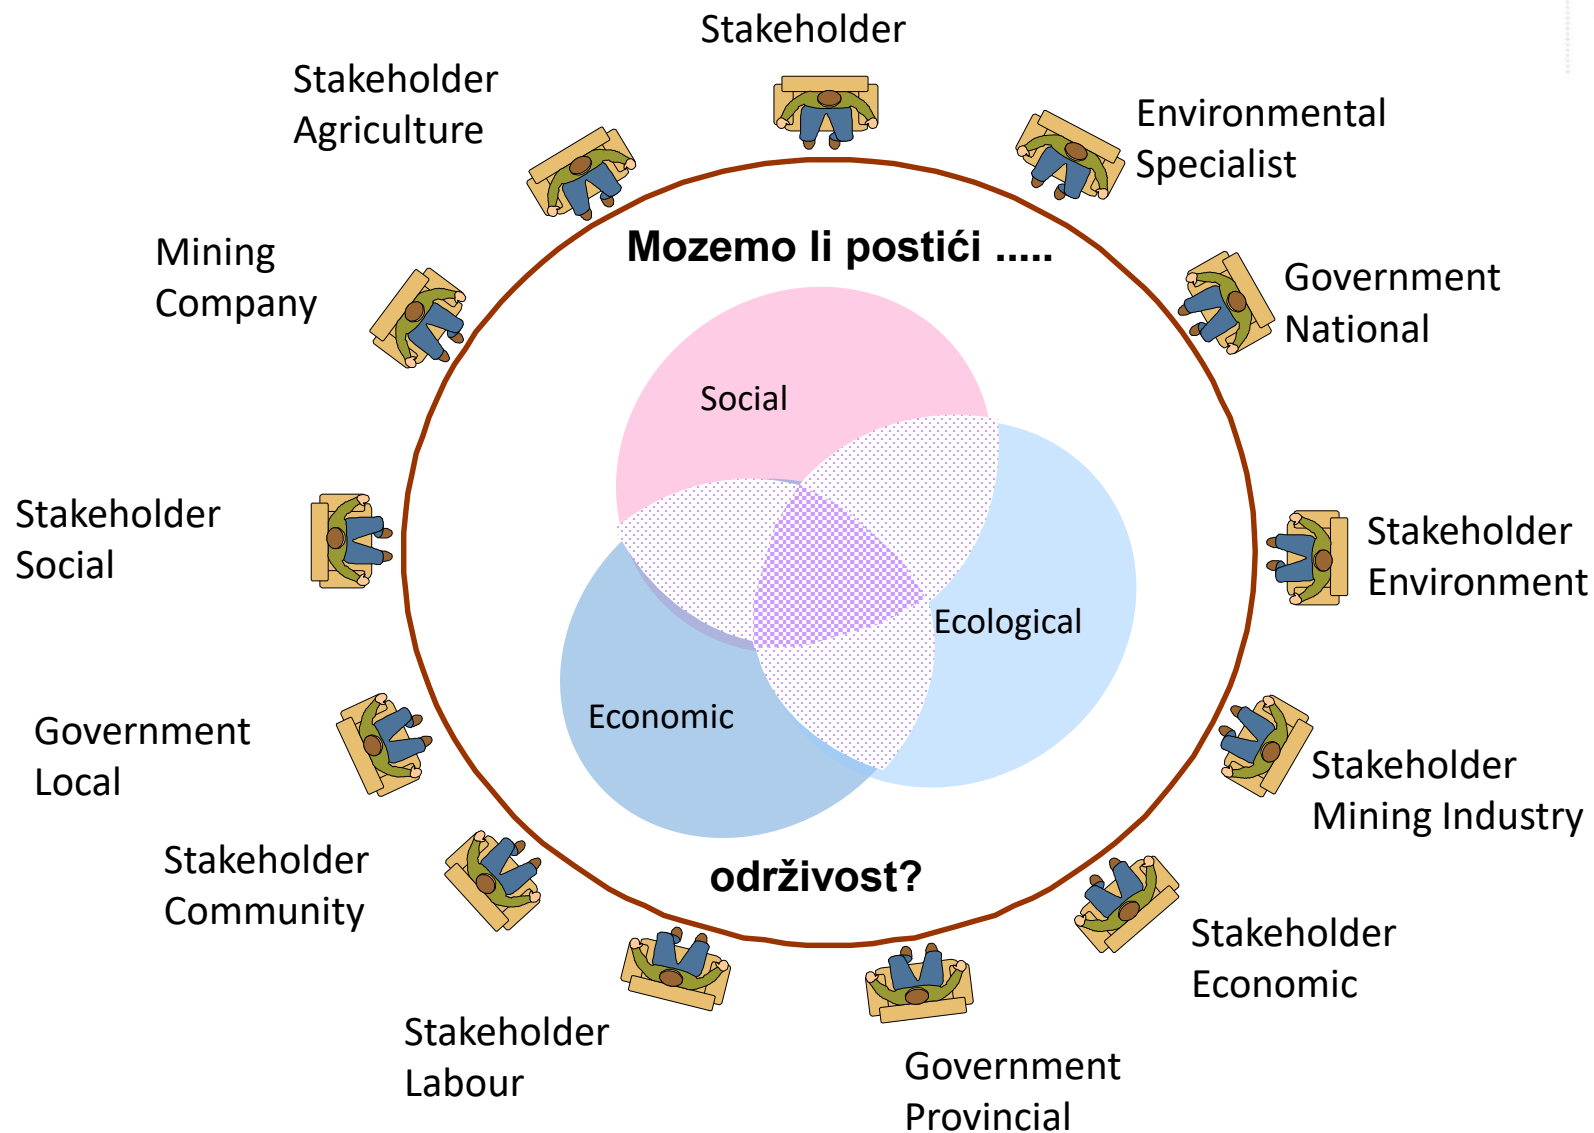 Stakeholder
Stakeholder
Agriculture
Environmental
Specialist
Mining
Company
Mozemo li postići .....
Government
National
Social
Stakeholder
Social
Stakeholder
Environment
Ecological
Economic
Government
Local
Stakeholder
Mining Industry
Stakeholder
Community
održivost?
Stakeholder
Economic
Stakeholder
Labour
Government
Provincial